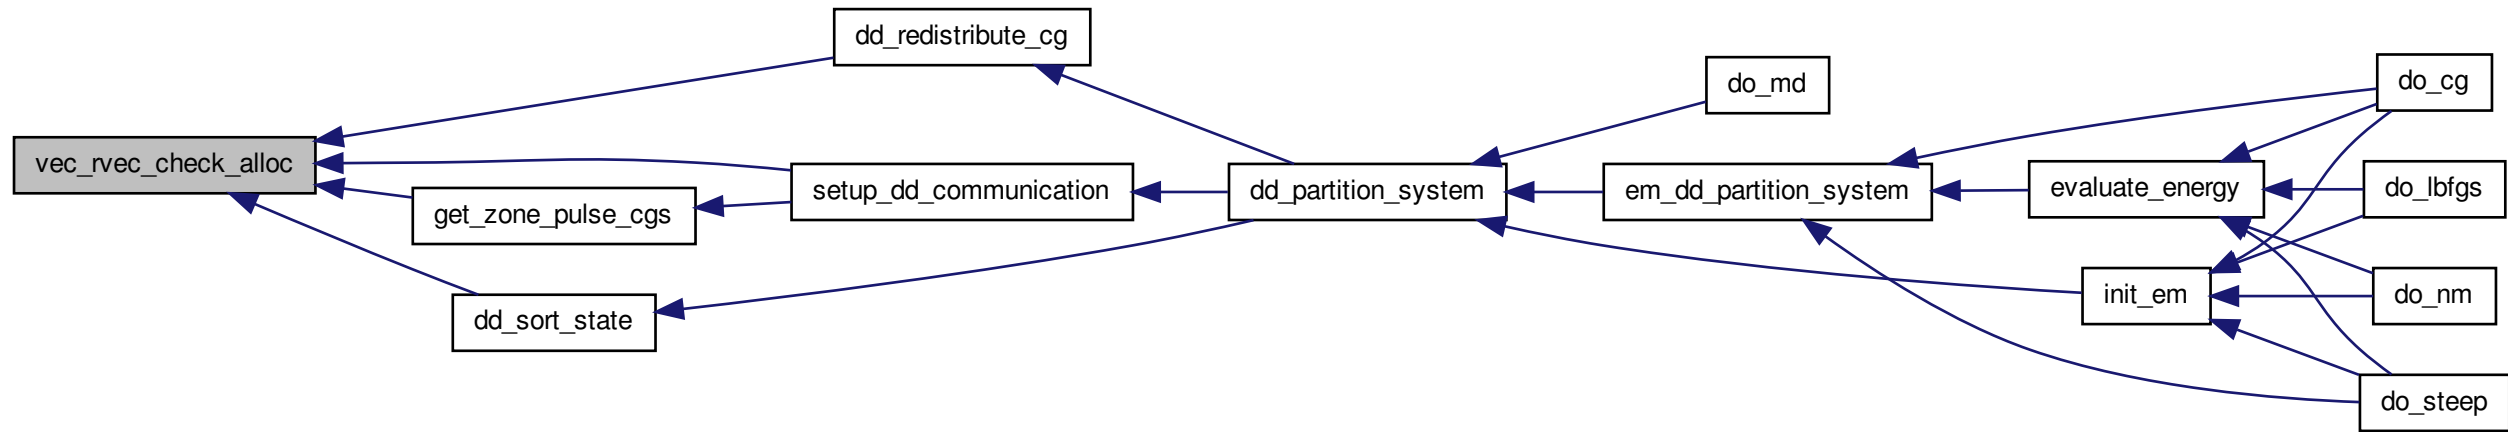 vec_rvec_check_alloc
dd_redistribute_cg
get_zone_pulse_cgs
dd_sort_state
setup_dd_communication
dd_partition_system
do_md
em_dd_partition_system
evaluate_energy
init_em
do_cg
do_lbfgs
do_nm
do_steep